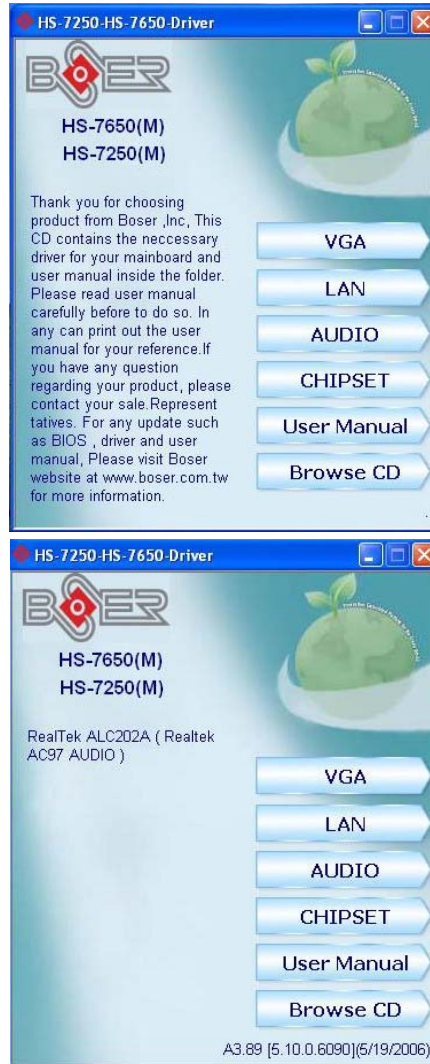 HS-7250-HS-7650-Driver
BOSER
HS-7650(M)
HS-7250(M)
Thank you for choosing
product from Boser ,Inc, This
CD contains the neccessary
driver for your mainboard and
user manual inside the folder.
Please read user manual
carefully before to do so. In
any can print out the user
manual for your reference.If
you have any question
regarding your product, please
contact your sale.Represent
tatives. For any update such
as BIOS , driver and user
manual, Please visit Boser
website at www.boser.com.tw
for more information.
VGA
LAN
AUDIO
CHIPSET
User Manual
Browse CD
HS-7250-HS-7650-Driver
BOSER
HS-7650(M)
HS-7250(M)
RealTek ALC202A ( Realtek
AC97 AUDIO )
VGA
LAN
AUDIO
CHIPSET
User Manual
Browse CD
A3.89 [5.10.0.6090](5/19/2006)